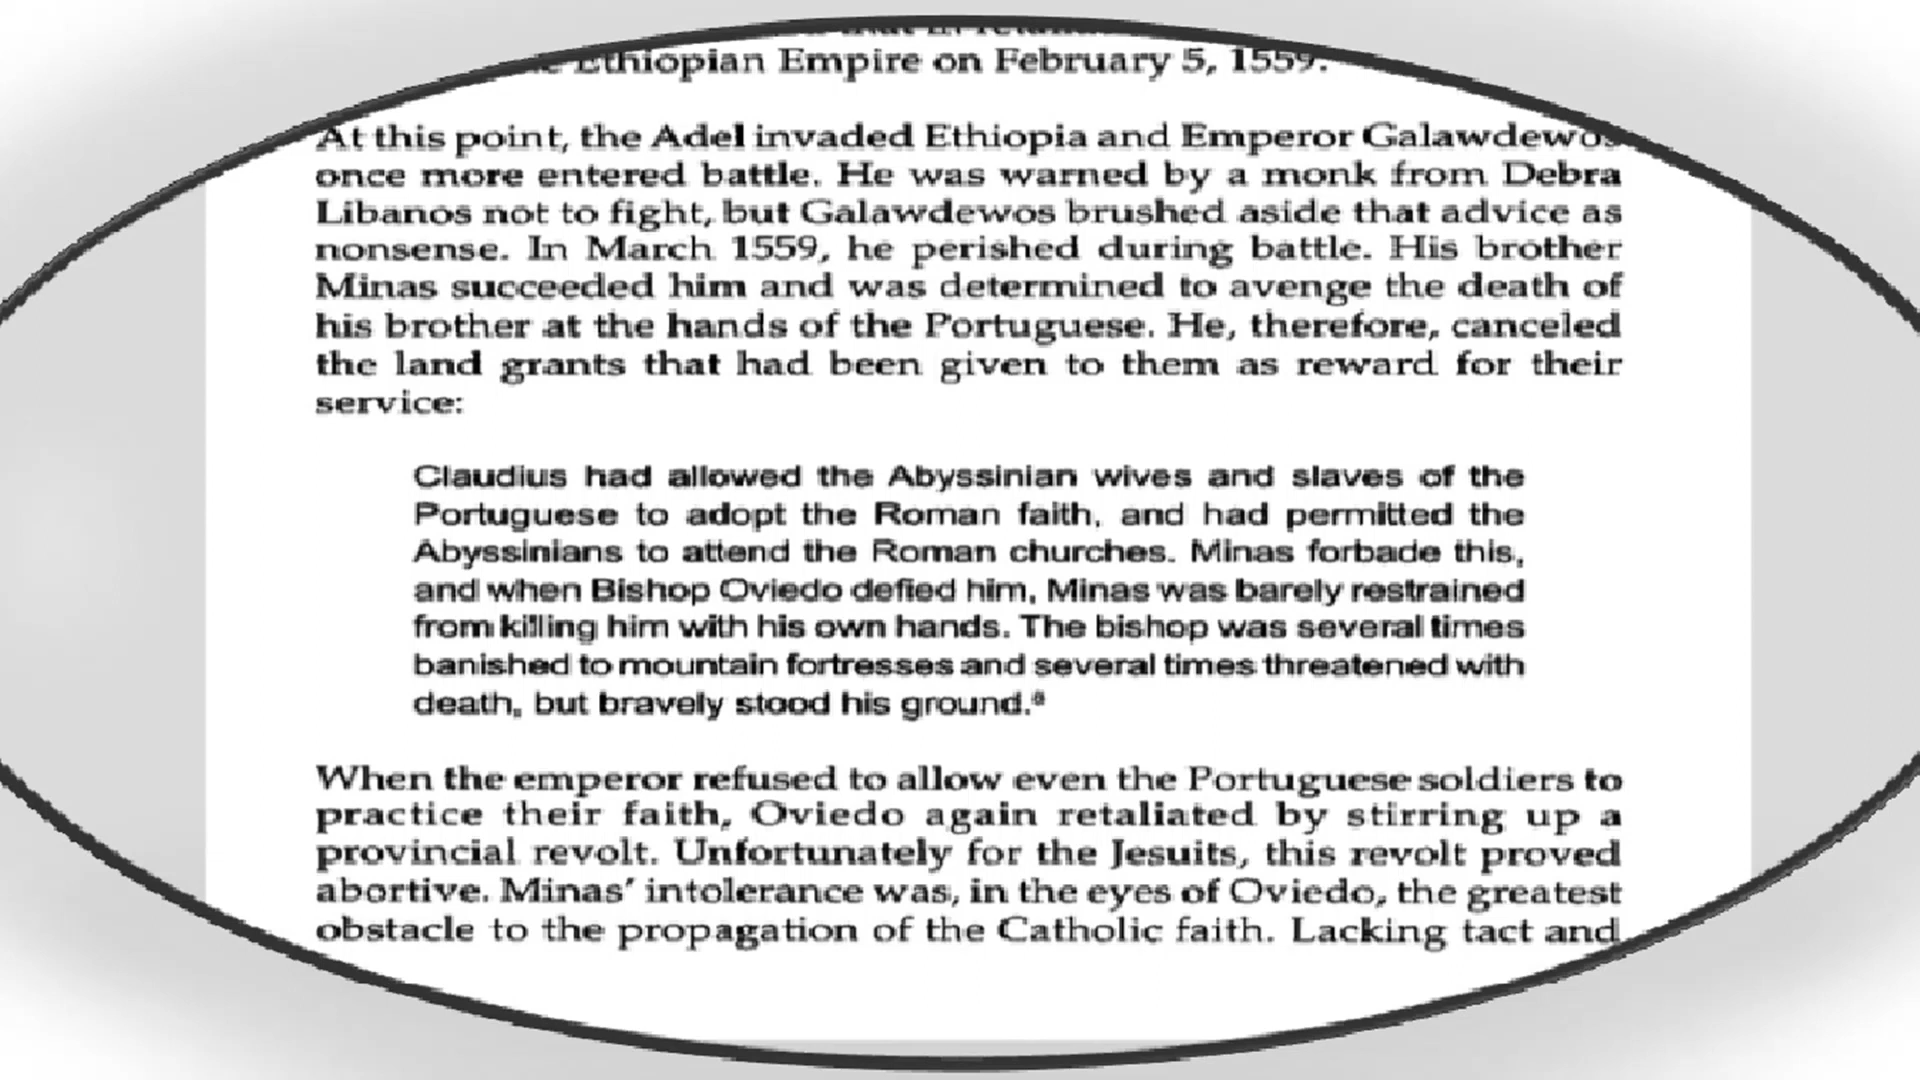 Ethiopian Empire on February 5, 1559.
At this point, the Adel invaded Ethiopia and Emperor Galawdewos
once more entered battle. He was warned by a monk from Debra
Libanos not to fight, but Galawdewos brushed aside that advice as
nonsense. In March 1559, he perished during battle. His brother
Minas succeeded him and was determined to avenge the death of
his brother at the hands of the Portuguese. He, therefore, canceled
the land grants that had been given to them as reward for their
service:
Claudius had allowed the Abyssinian wives and slaves of the
Portuguese to adopt the Roman faith, and had permitted the
Abyssinians to attend the Roman churches. Minas forbade this,
and when Bishop Oviedo defied him, Minas was barely restrained
from killing him with his own hands. The bishop was several times
banished to mountain fortresses and several times threatened with
death, but bravely stood his ground.
When the emperor refused to allow even the Portuguese soldiers to
practice their faith, Oviedo again retaliated by stirring up a
provincial revolt. Unfortunately for the Jesuits, this revolt proved
abortive. Minas' intolerance was, in the eyes of Oviedo, the greatest
obstacle to the propagation of the Catholic faith. Lacking tact and